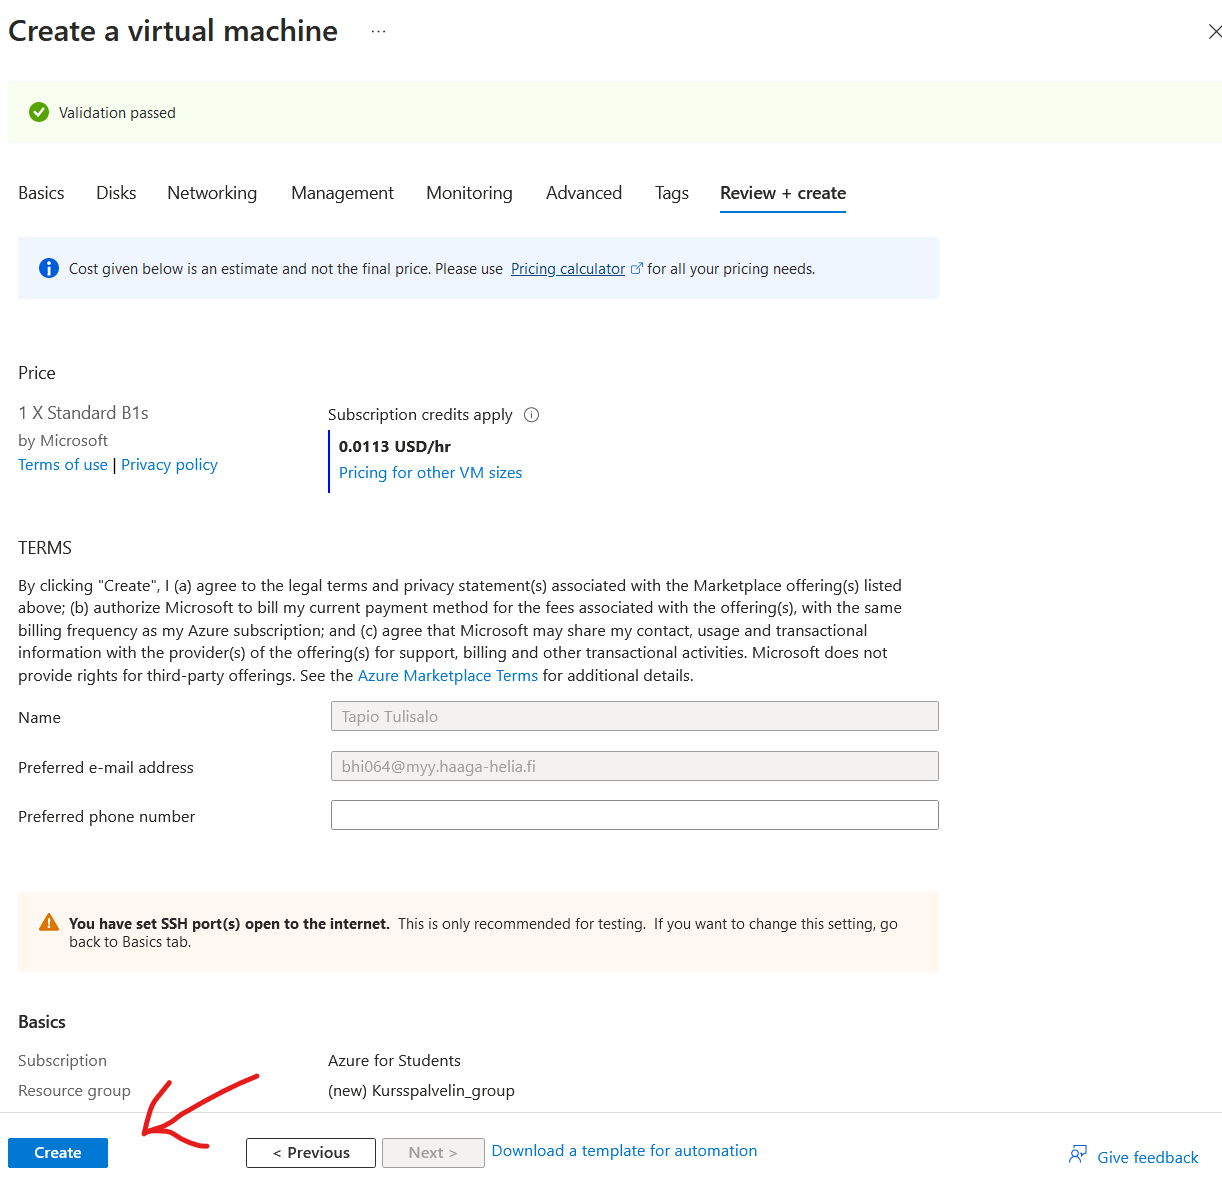 Create a virtual machine ...
Validation passed
Basics Disks Networking Management Monitoring Advanced Tags Review + create
Cost given below is an estimate and not the final price. Please use Pricing calculator for all your pricing needs.
Price
1 X Standard B1s
by Microsoft
Terms of use | Privacy policy
Subscription credits apply
0.0113 USD/hr
Pricing for other VM sizes
TERMS
By clicking "Create", I (a) agree to the legal terms and privacy statement(s) associated with the Marketplace offering(s) listed
above; (b) authorize Microsoft to bill my current payment method for the fees associated with the offering(s), with the same
billing frequency as my Azure subscription; and (c) agree that Microsoft may share my contact, usage and transactional
information with the provider(s) of the offering(s) for support, billing and other transactional activities. Microsoft does not
provide rights for third-party offerings. See the Azure Marketplace Terms for additional details.
Name Tapio Tulisalo
Preferred e-mail address bhi064@myy.haaga-helia.fi
Preferred phone number
You have set SSH port(s) open to the internet. This is only recommended for testing. If you want to change this setting, go
back to Basics tab.
Basics
Subscription Azure for Students
Resource group (new) Kursspalvelin_group
Create < Previous Next > Download a template for automation Give feedback